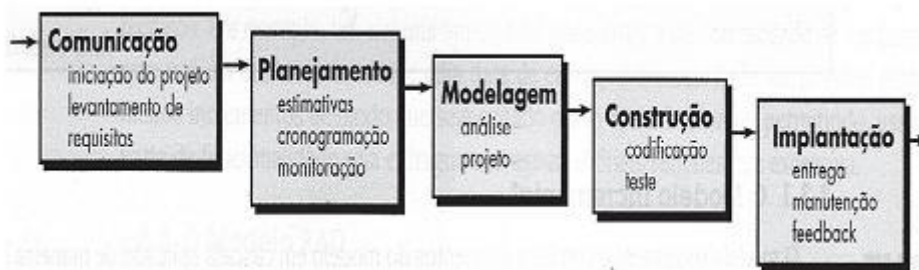 Comunicação
iniciação do projeto
levantamento de
requisitos
Planejamento
estimativas
cronogramação
monitoração
Modelagem
análise
projeto
Construção
codificação
teste
Implantação
entrega
manutenção
feedback